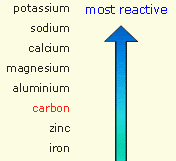 potassium
most reactive
sodium
calcium
magnesium
aluminium
carbon
zinc
iron